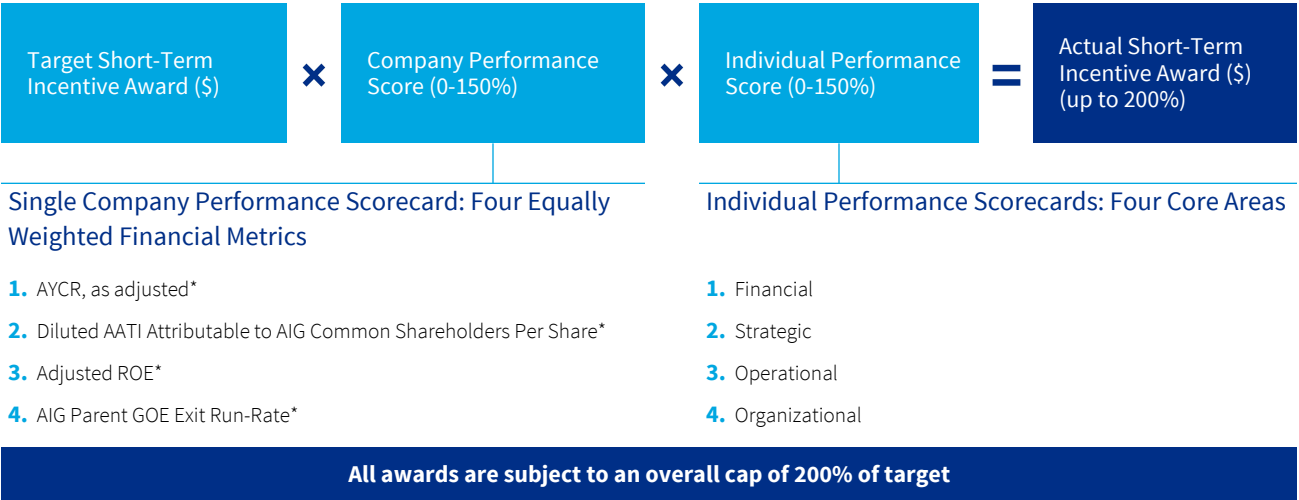 Target Short-Term
Incentive Award ($)
×
Company Performance
Score (0-150%)
×
Individual Performance
Score (0-150%)
=
Actual Short-Term
Incentive Award ($)
(up to 200%)
Single Company Performance Scorecard: Four Equally
Weighted Financial Metrics
1. AYCR, as adjusted*
2. Diluted AATI Attributable to AIG Common Shareholders Per Share*
3. Adjusted ROE*
4. AIG Parent GOE Exit Run-Rate*
Individual Performance Scorecards: Four Core Areas
1. Financial
2. Strategic
3. Operational
4. Organizational
All awards are subject to an overall cap of 200% of target